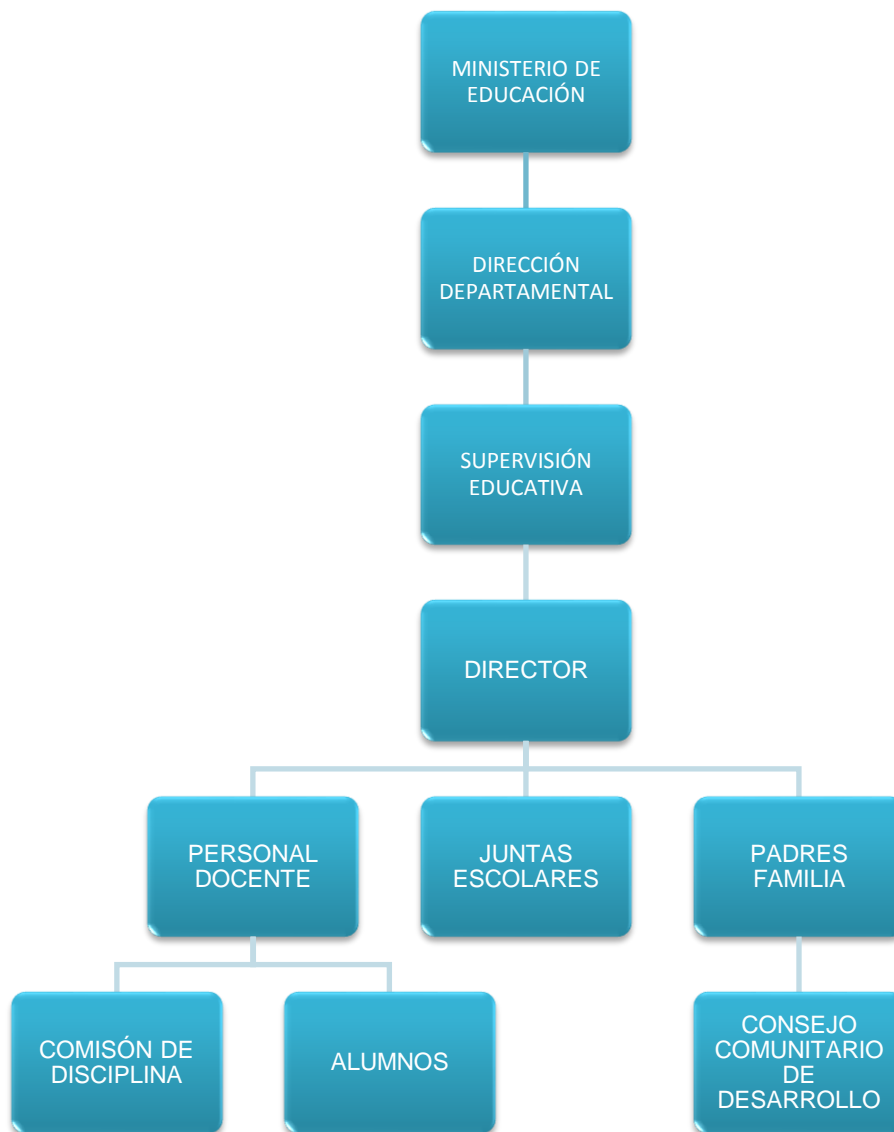 MINISTERIO DE
EDUCACIÓN
DIRECCIÓN
DEPARTAMENTAL
SUPERVISIÓN
EDUCATIVA
DIRECTOR
PERSONAL
DOCENTE
JUNTAS
ESCOLARES
PADRES
FAMILIA
COMISÓN DE
DISCIPLINA
ALUMNOS
CONSEJO
COMUNITARIO
DE
DESARROLLO